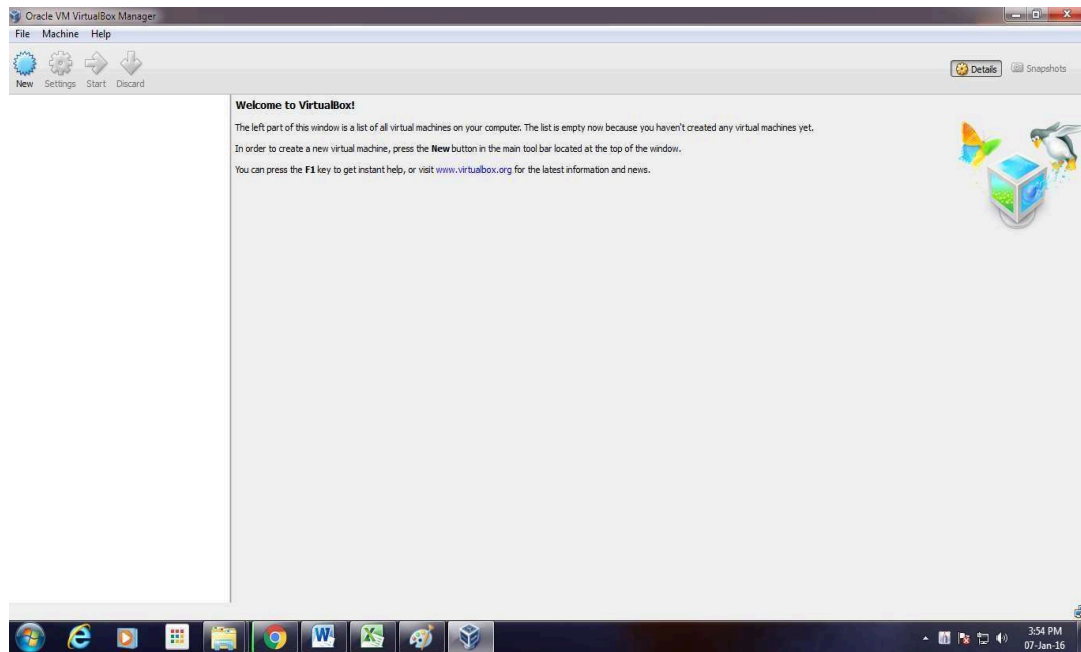 Oracle VM VirtualBox Manager
File Machine Help
New Settings Start Discard
Details Snapshots
Welcome to VirtualBox!
The left part of this window is a list of all virtual machines on your computer. The list is empty now because you haven't created any virtual machines yet.
In order to create a new virtual machine, press the New button in the main tool bar located at the top of the window.
You can press the F1 key to get instant help, or visit www.virtualbox.org for the latest information and news.
3:54 PM
07-Jan-16